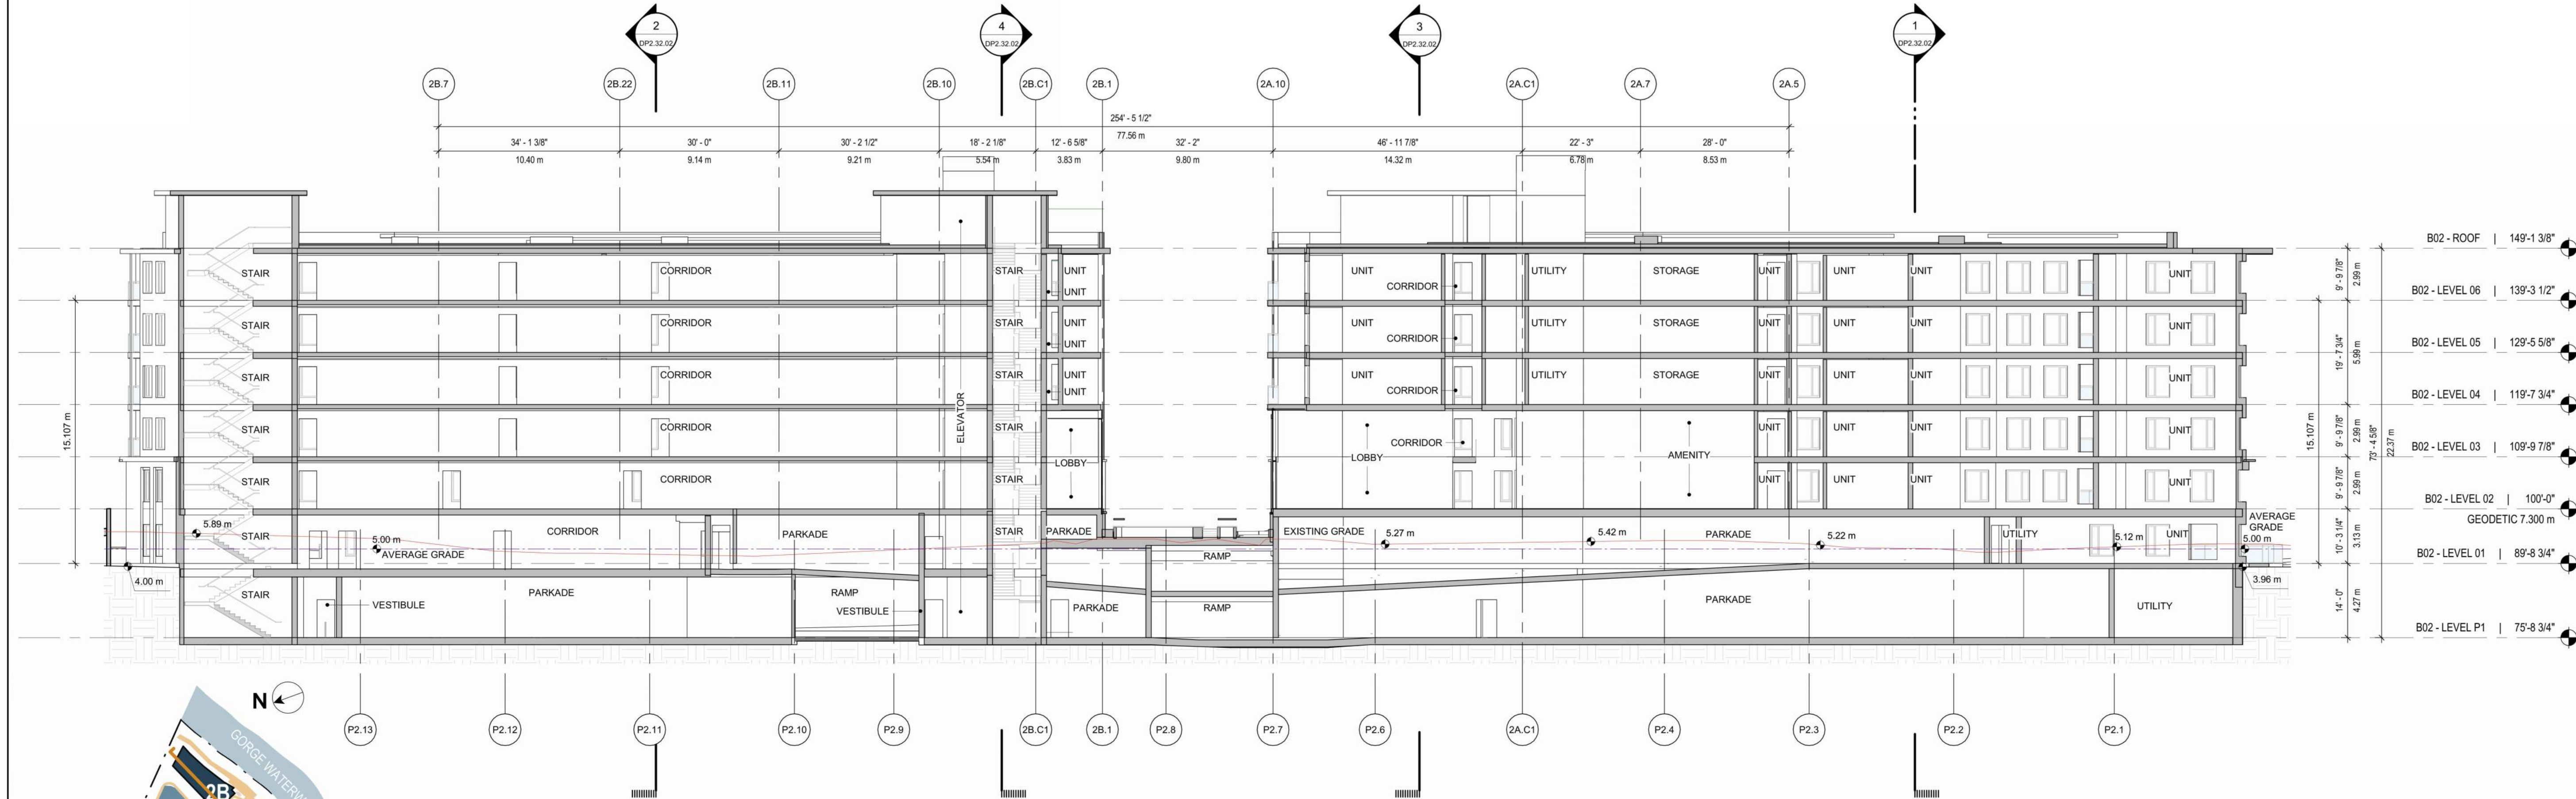 2
DP2.32.02
4
DP2.32.02
3
DP2.32.02
1
DP2.32.02
2B.7
2B.22
2B.11
2B.10
2B.C1
2B.1
2A.10
2A.C1
2A.7
2A.5
254' - 5 1/2"
77.56 m
34' - 1 3/8"
30' - 0"
30' - 2 1/2"
18' - 2 1/8"
12' - 6 5/8"
32' - 2"
46' - 11 7/8"
22' - 3"
28' - 0"
10.40 m
9.14 m
9.21 m
5.54 m
3.83 m
9.80 m
14.32 m
6.78 m
8.53 m
B02 - ROOF | 149'-1 3/8"
STAIR
CORRIDOR
STAIR
UNIT
UNIT
UNIT
CORRIDOR
UTILITY
STORAGE
UNIT
UNIT
UNIT
UNIT
9' - 9 7/8"
2.99 m
B02 - LEVEL 06 | 139'-3 1/2"
STAIR
CORRIDOR
STAIR
UNIT
UNIT
UNIT
CORRIDOR
UTILITY
STORAGE
UNIT
UNIT
UNIT
UNIT
19' - 7 3/4"
5.99 m
B02 - LEVEL 05 | 129'-5 5/8"
STAIR
CORRIDOR
STAIR
UNIT
UNIT
UNIT
CORRIDOR
UTILITY
STORAGE
UNIT
UNIT
UNIT
UNIT
B02 - LEVEL 04 | 119'-7 3/4"
15.107 m
STAIR
CORRIDOR
ELEVATOR
STAIR
LOBBY
LOBBY
CORRIDOR
AMENITY
UNIT
UNIT
UNIT
UNIT
15.107 m
9' - 9 7/8"
2.99 m
73' - 4 5/8"
22.37 m
B02 - LEVEL 03 | 109'-9 7/8"
STAIR
CORRIDOR
STAIR
UNIT
UNIT
UNIT
UNIT
9' - 9 7/8"
2.99 m
B02 - LEVEL 02 | 100'-0"
GEODETIC 7.300 m
5.89 m
STAIR
5.00 m
AVERAGE GRADE
CORRIDOR
PARKADE
STAIR
PARKADE
RAMP
EXISTING GRADE
5.27 m
5.42 m
PARKADE
5.22 m
UTILITY
5.12 m
UNIT
AVERAGE
GRADE
5.00 m
10' - 3 1/4"
3.13 m
B02 - LEVEL 01 | 89'-8 3/4"
4.00 m
STAIR
VESTIBULE
PARKADE
RAMP
VESTIBULE
PARKADE
RAMP
PARKADE
UTILITY
3.96 m
14' - 0"
4.27 m
B02 - LEVEL P1 | 75'-8 3/4"
N
P2.13
P2.12
P2.11
P2.10
P2.9
2B.C1
2B.1
P2.8
P2.7
P2.6
2A.C1
P2.4
P2.3
P2.2
P2.1
GORGE
2B